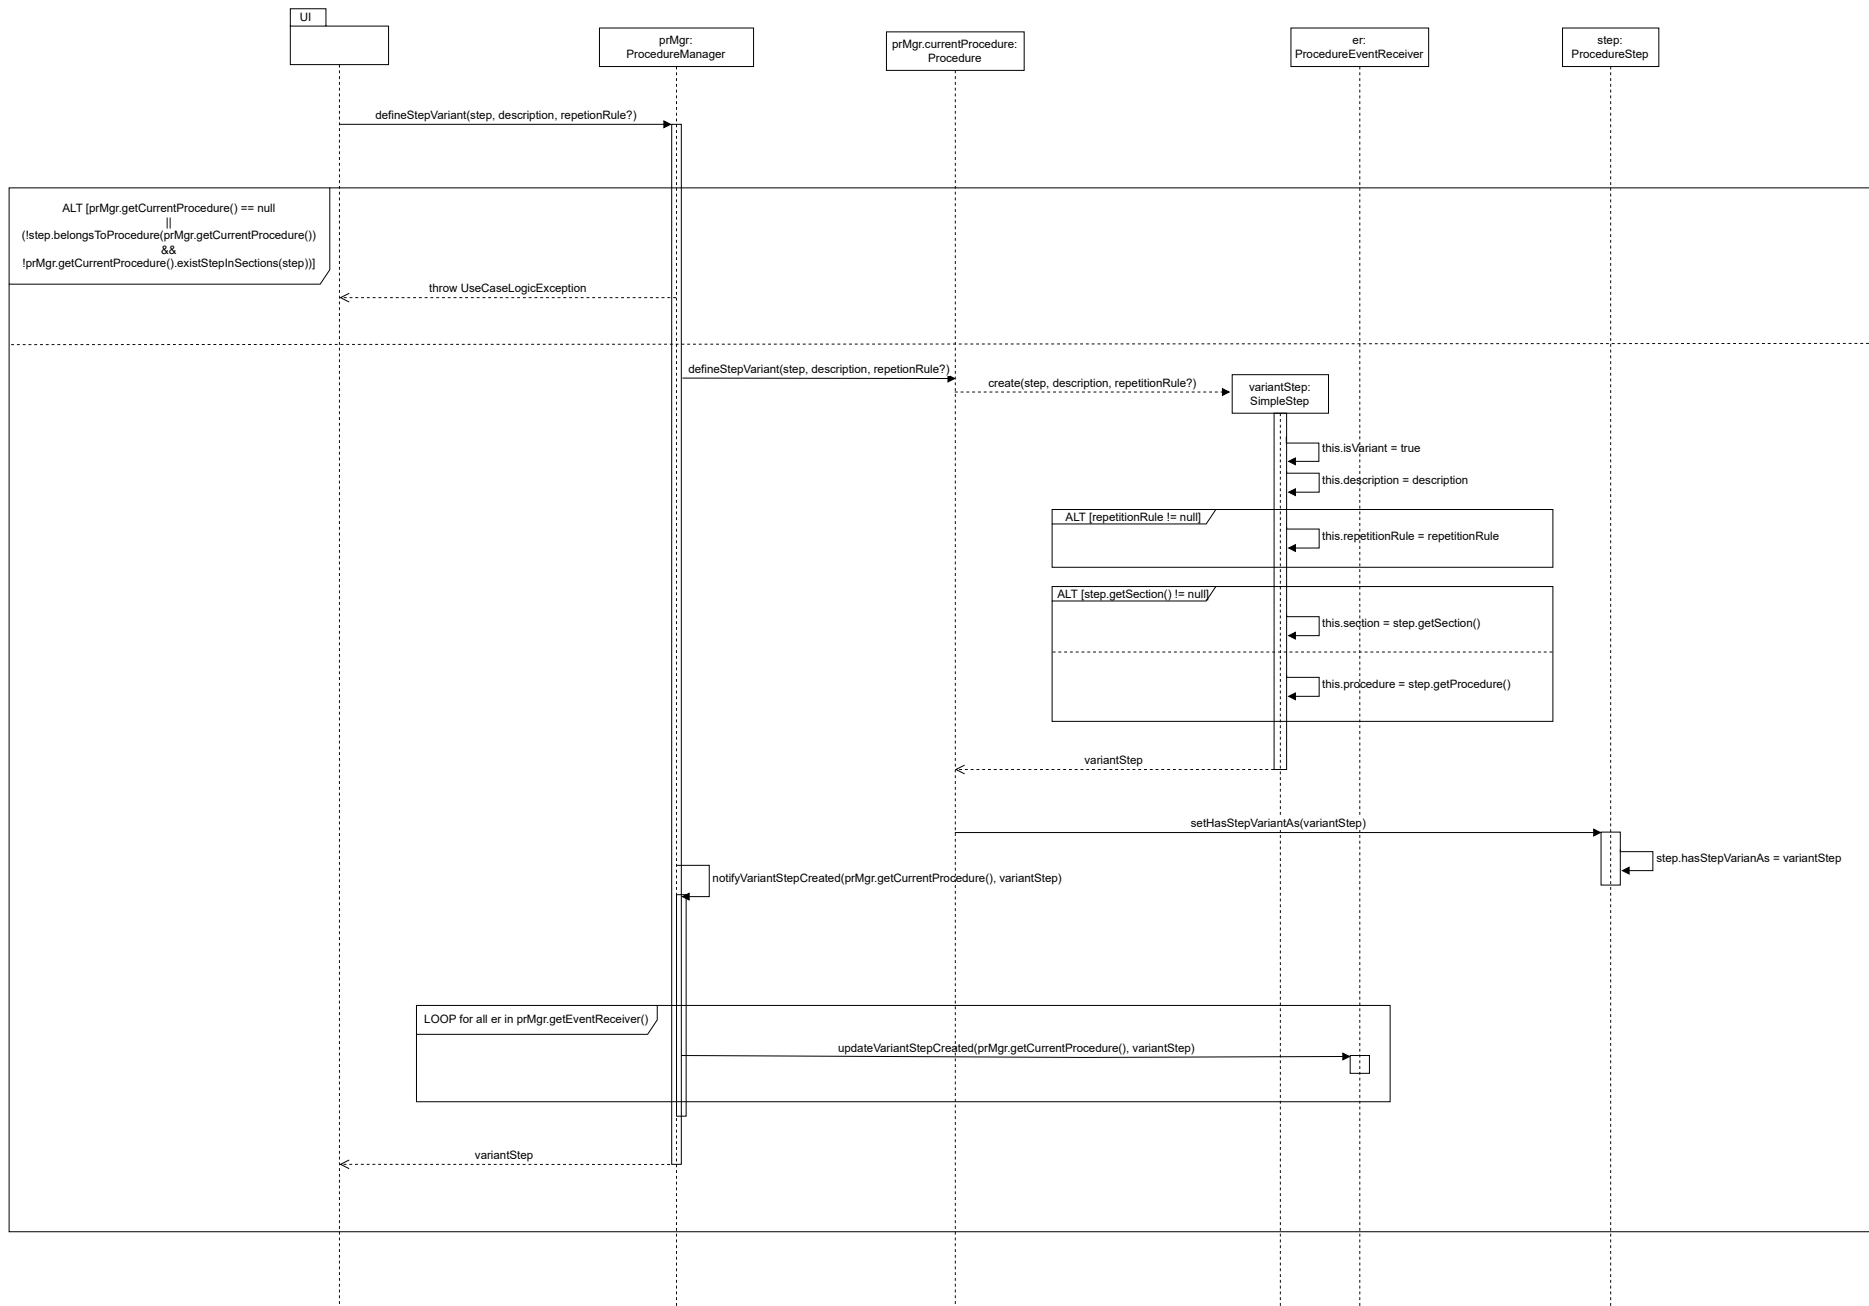 UI
prMgr:
ProcedureManager
prMgr.currentProcedure:
Procedure
er:
ProcedureEventReceiver
step:
ProcedureStep
defineStepVariant(step, description, repetionRule?)
ALT [prMgr.getCurrentProcedure() == null
||
(!step.belongsToProcedure(prMgr.getCurrentProcedure())
&&
!prMgr.getCurrentProcedure().existStepInSections(step))]
throw UseCaseLogicException
defineStepVariant(step, description, repetionRule?)
create(step, description, repetitionRule?)
variantStep:
SimpleStep
this.isVariant = true
this.description = description
ALT [repetitionRule != null]
this.repetitionRule = repetitionRule
ALT [step.getSection() != null]
this.section = step.getSection()
this.procedure = step.getProcedure()
variantStep
setHasStepVariantAs(variantStep)
step.hasStepVarianAs = variantStep
notifyVariantStepCreated(prMgr.getCurrentProcedure(), variantStep)
LOOP for all er in prMgr.getEventReceiver()
updateVariantStepCreated(prMgr.getCurrentProcedure(), variantStep)
variantStep